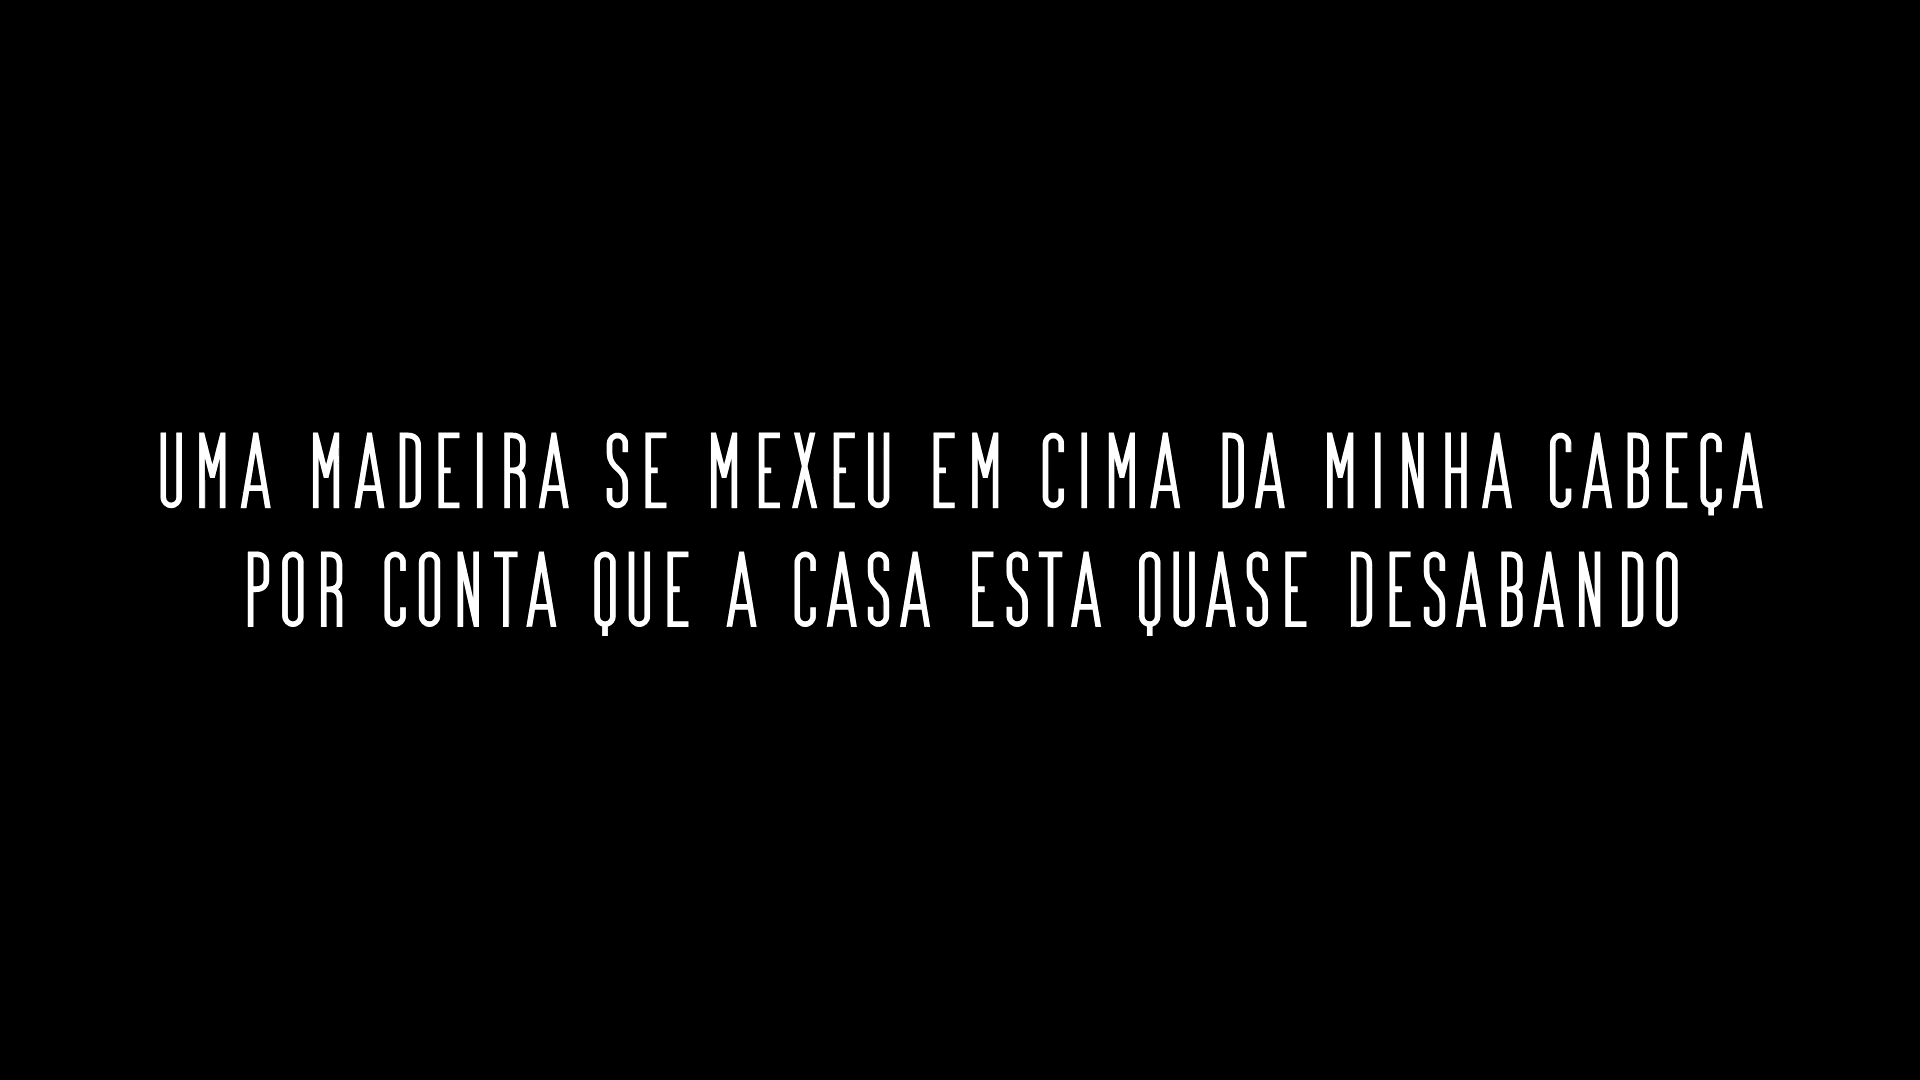 UMA MADEIRA SE MEXEU EM CIMA DA MINHA CABEÇA
POR CONTA QUE A CASA ESTA QUASE DESABANDO